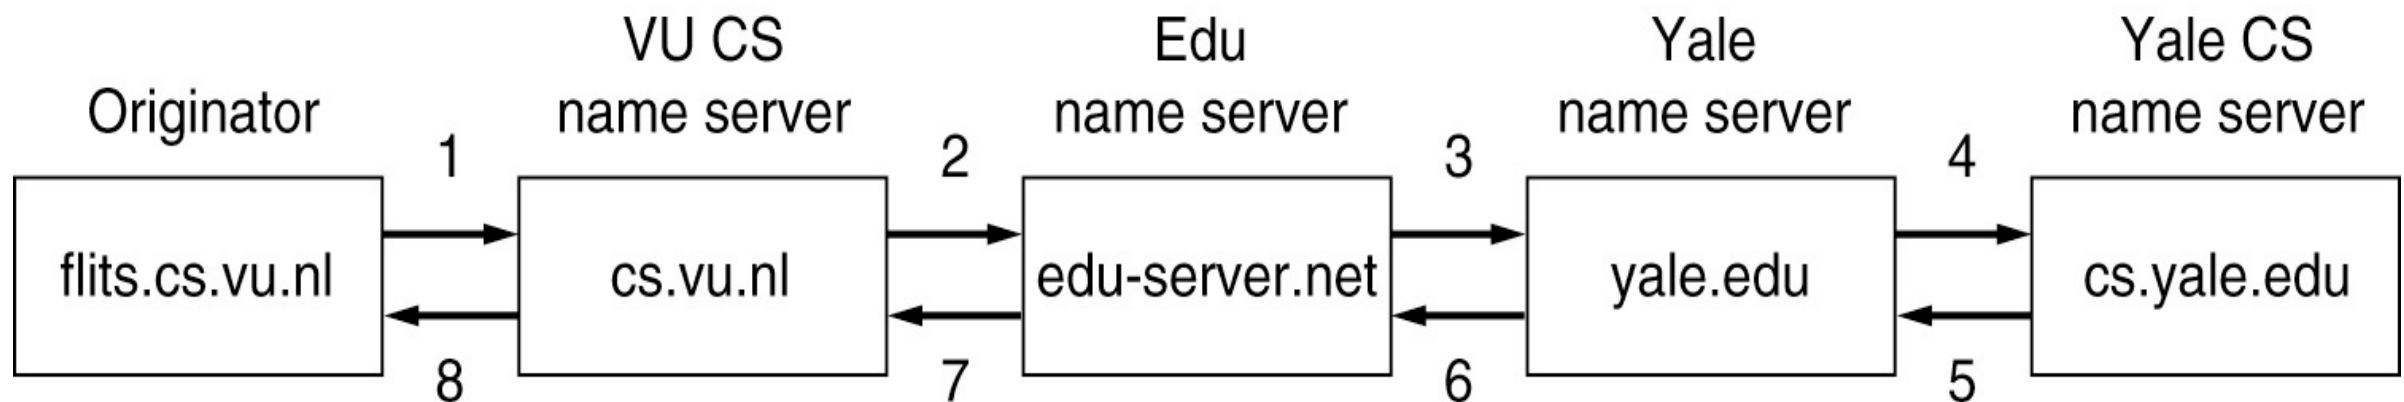 Originator
VU CS
name server
Edu
name server
Yale
name server
Yale CS
name server
1
2
3
4
flits.cs.vu.nl
cs.vu.nl
edu-server.net
yale.edu
cs.yale.edu
8
7
6
5